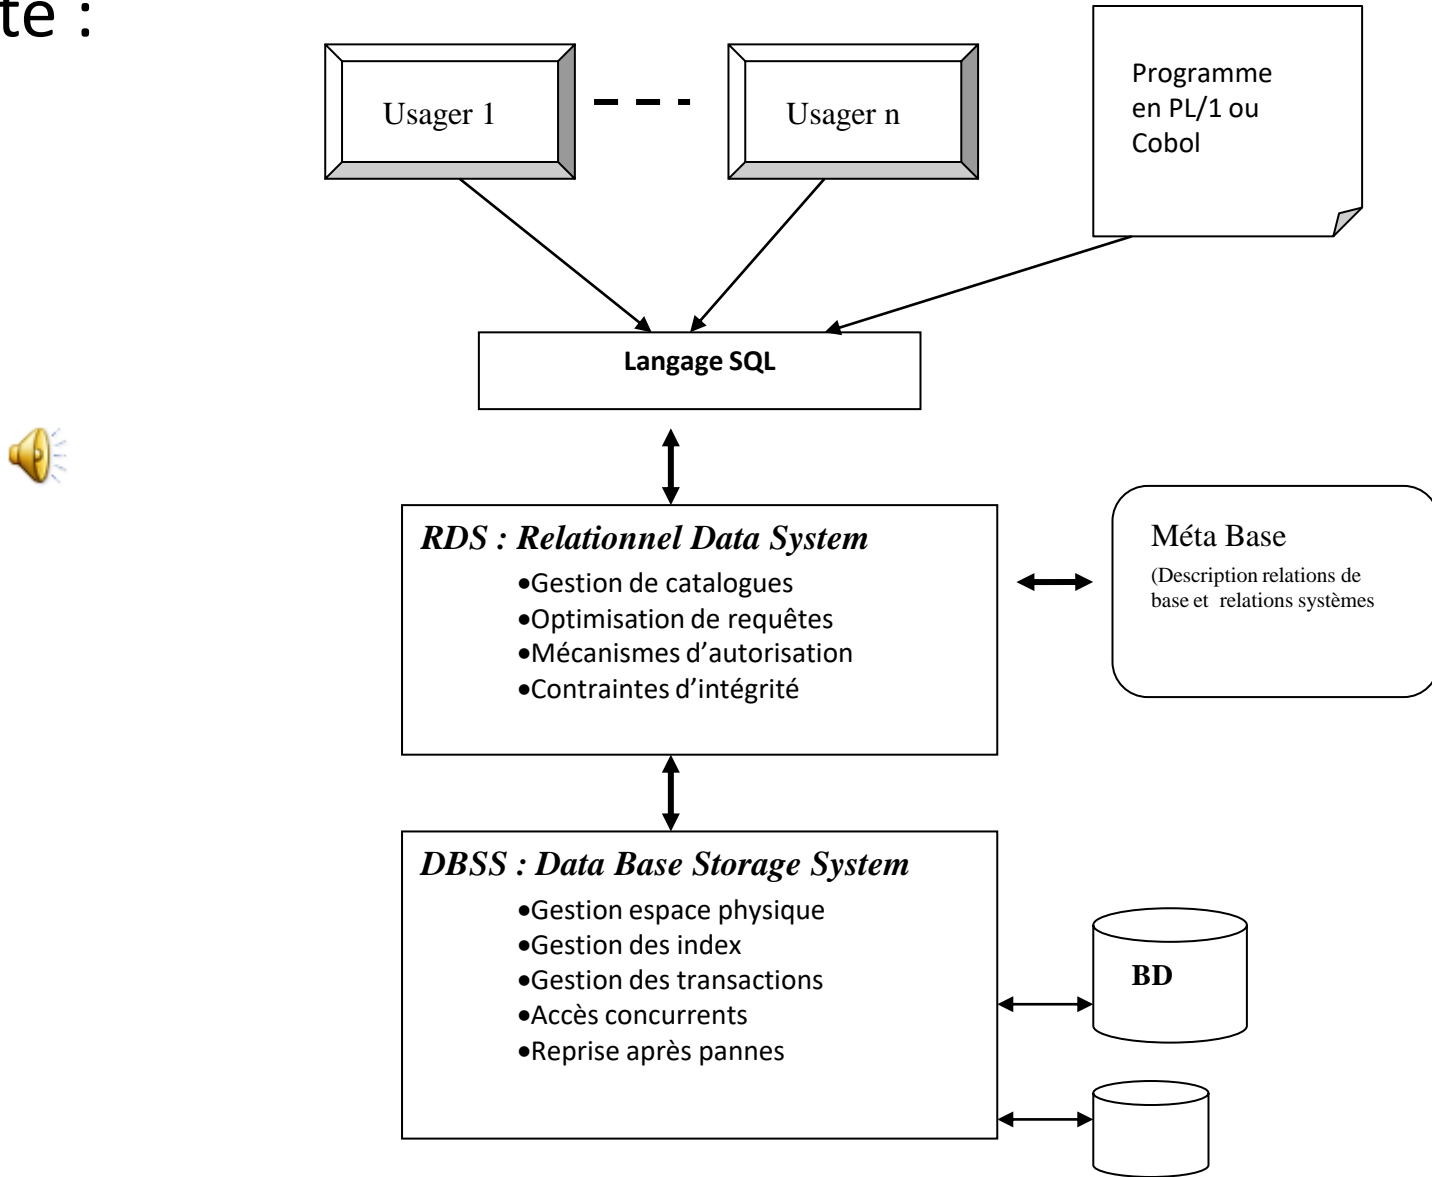 té :
Usager 1
Usager n
Programme
en PL/1 ou
Cobol
Langage SQL
RDS : Relationnel Data System
•Gestion de catalogues
•Optimisation de requêtes
•Mécanismes d’autorisation
•Contraintes d’intégrité
Méta Base
(Description relations de
base et relations systèmes
DBSS : Data Base Storage System
•Gestion espace physique
•Gestion des index
•Gestion des transactions
•Accès concurrents
•Reprise après pannes
BD